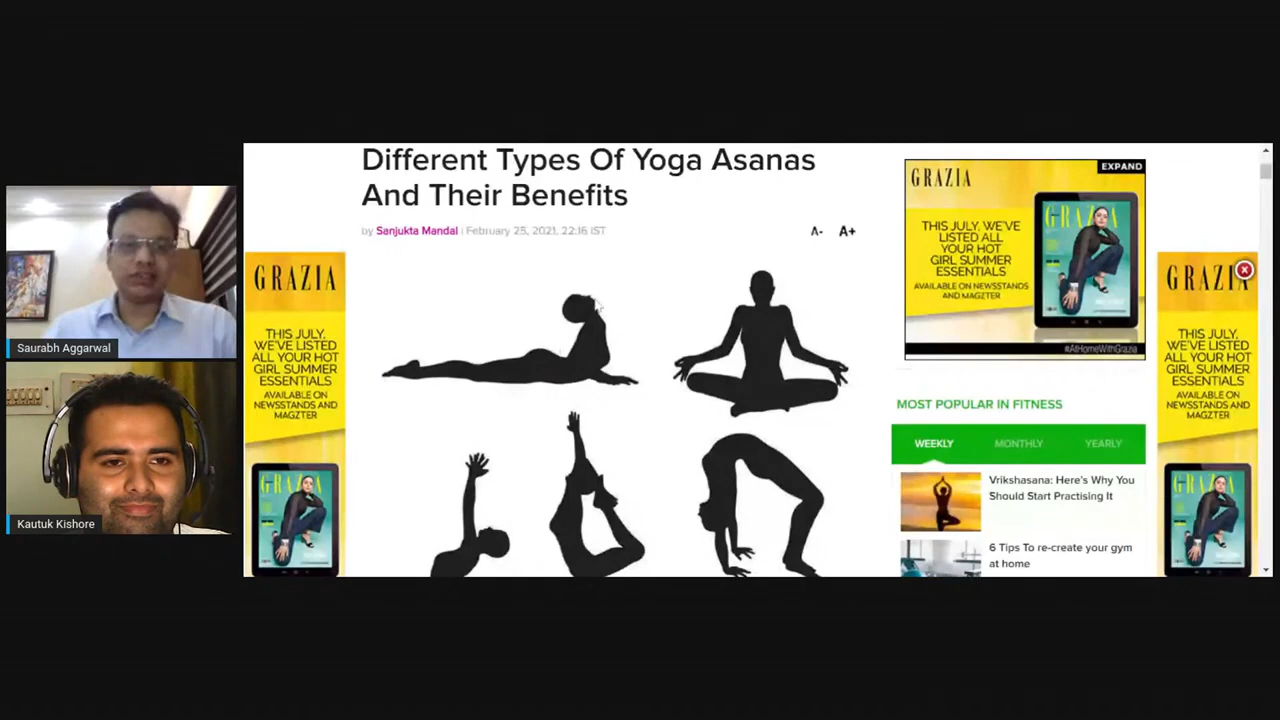 Saurabh Aggarwal
Kautuk Kishore
GRAZIA
THIS JULY,
WE'VE LISTED
ALL YOUR HOT
GIRL SUMMER
ESSENTIALS
AVAILABLE ON
NEWSSTANDS AND
MAGZTER
GRAZIA
Different Types Of Yoga Asanas
And Their Benefits
by Sanjukta Mandal | February 25, 2021, 22:16 IST
A- A+
EXPAND
GRAZIA
THIS JULY, WE'VE
LISTED ALL
YOUR HOT
GIRL SUMMER
ESSENTIALS
AVAILABLE ON NEWSSTANDS
AND MAGZTER
GRAZIA
#AtHomeWithGrazia
MOST POPULAR IN FITNESS
WEEKLY MONTHLY YEARLY
Vrikshasana: Here's Why You
Should Start Practising It
6 Tips To re-create your gym
at home
GRAZIA
THIS JULY,
WE'VE LISTED
ALL YOUR HOT
GIRL SUMMER
ESSENTIALS
AVAILABLE ON
NEWSSTANDS AND
MAGZTER
GRAZIA